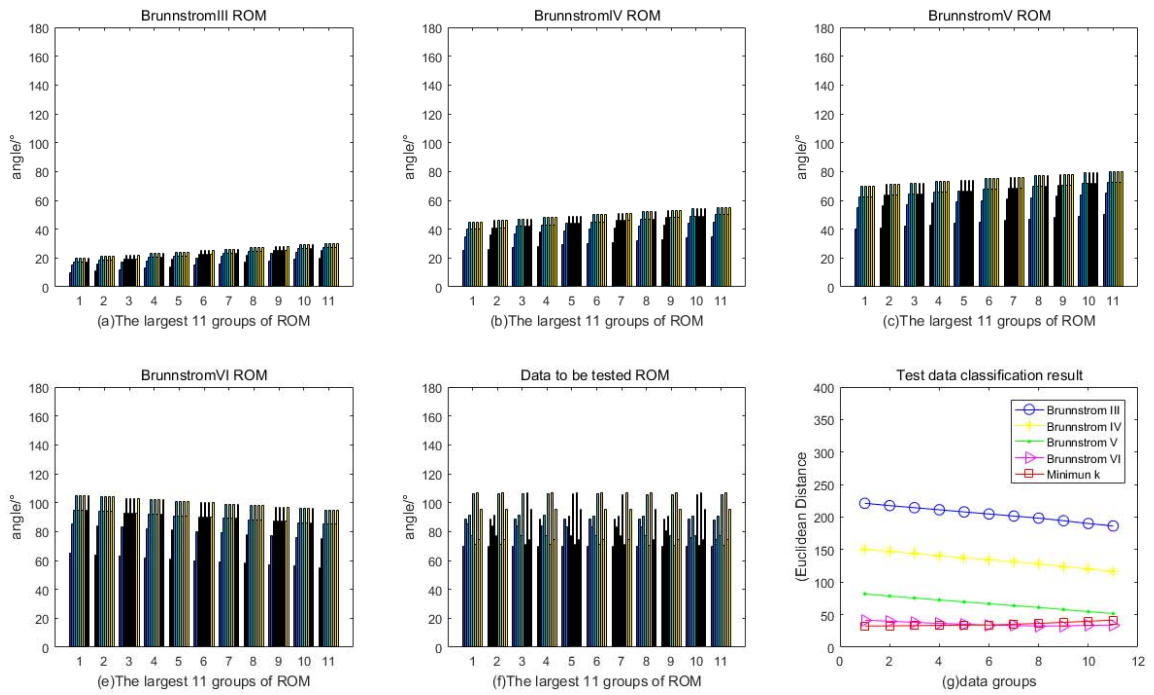 BrunnstromIII ROM
angle/°
180
160
140
120
100
80
60
40
20
0
1 2 3 4 5 6 7 8 9 10 11
(a)The largest 11 groups of ROM
BrunnstromIV ROM
angle/°
180
160
140
120
100
80
60
40
20
0
1 2 3 4 5 6 7 8 9 10 11
(b)The largest 11 groups of ROM
BrunnstromV ROM
angle/°
180
160
140
120
100
80
60
40
20
0
1 2 3 4 5 6 7 8 9 10 11
(c)The largest 11 groups of ROM
BrunnstromVI ROM
angle/°
180
160
140
120
100
80
60
40
20
0
1 2 3 4 5 6 7 8 9 10 11
(e)The largest 11 groups of ROM
Data to be tested ROM
angle/°
180
160
140
120
100
80
60
40
20
0
1 2 3 4 5 6 7 8 9 10 11
(f)The largest 11 groups of ROM
Test data classification result
(Euclidean Distance
400
350
300
250
200
150
100
50
0
Brunnstrom III
Brunnstrom IV
Brunnstrom V
Brunnstrom VI
Minimun k
0 2 4 6 8 10 12
(g)data groups